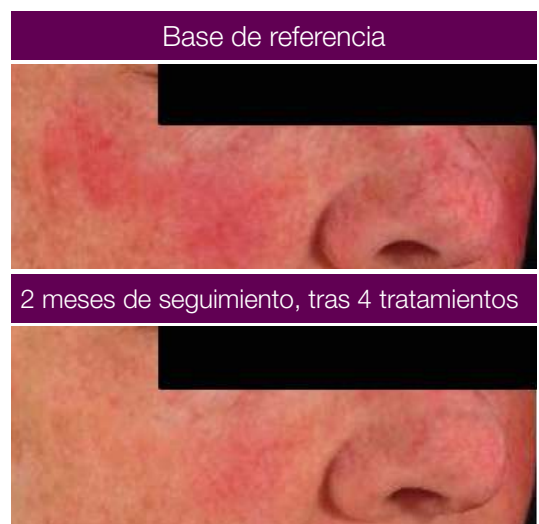 Base de referencia
2 meses de seguimiento, tras 4 tratamientos